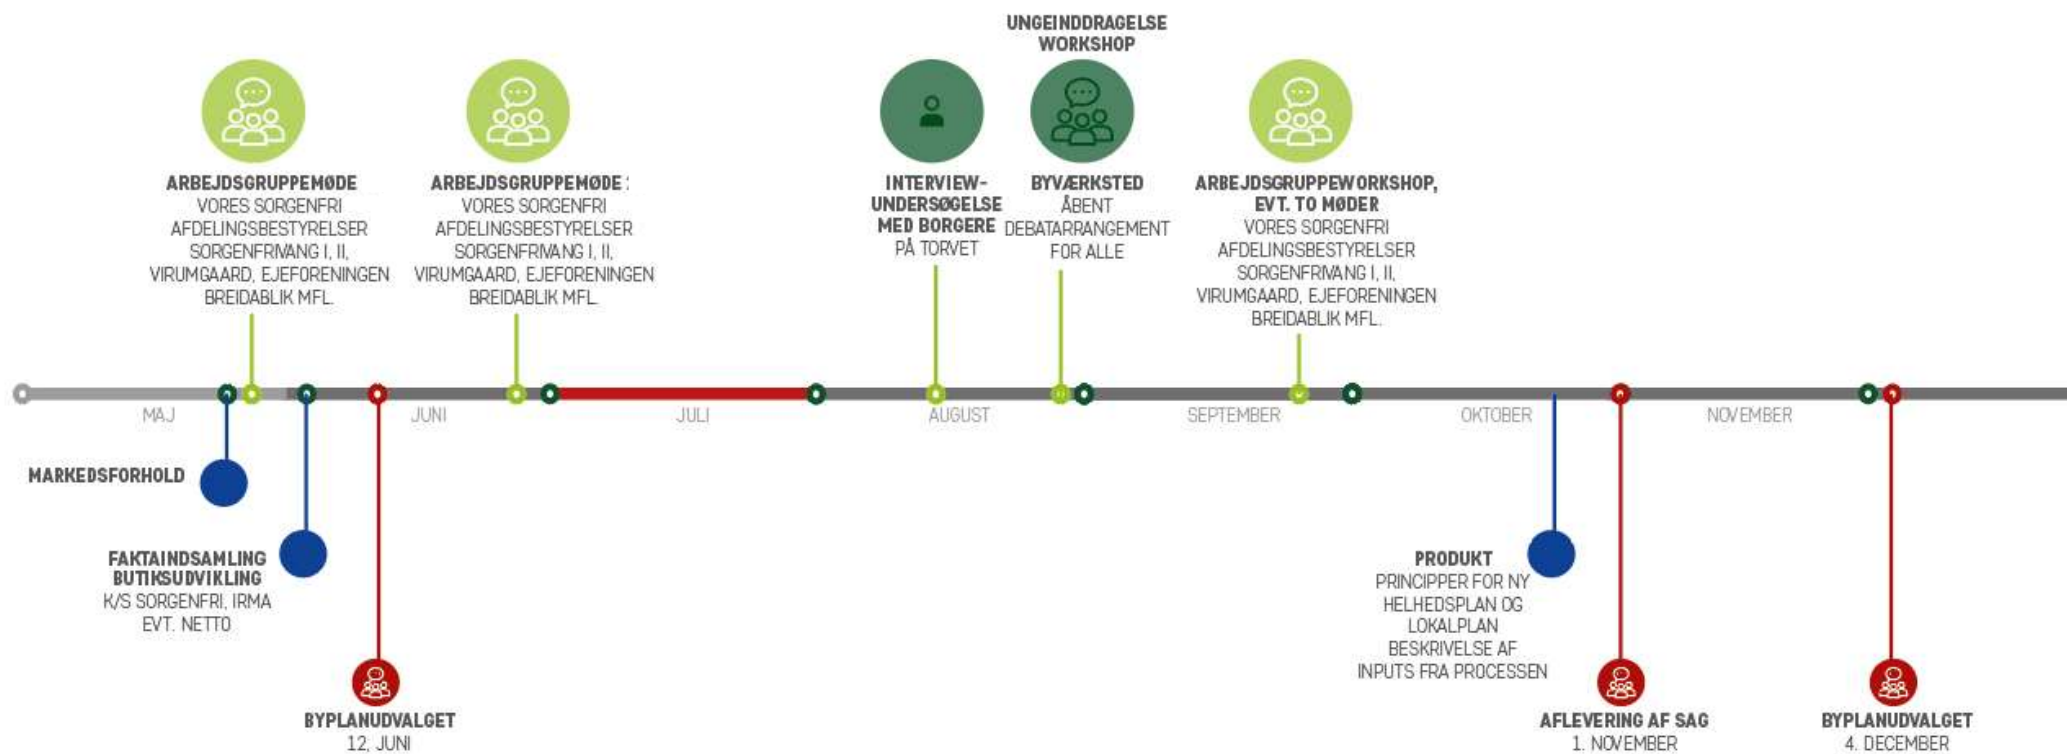 UNGEINDDRAGELSE
WORKSHOP
ARBEJDSGRUPPEMØDE
VORES SORGENFRI
AFDELINGSBESTYRELSER
SORGENFRIVANG I, II,
VIRUMGAARD, EJEFORENINGEN
BREIDABLIK MFL.
ARBEJDSGRUPPEMØDE
VORES SORGENFRI
AFDELINGSBESTYRELSER
SORGENFRIVANG I, II,
VIRUMGAARD, EJEFORENINGEN
BREIDABLIK MFL.
INTERVIEW-
UNDERSØGELSE
MED BORGERE
PÅ TORVET
BYVÆRKSTED
ÅBENT
DEBATARRANGEMENT
FOR ALLE
ARBEJDSGRUPPEWORKSHOP,
EVT. TO MØDER
VORES SORGENFRI
AFDELINGSBESTYRELSER
SORGENFRIVANG I, II,
VIRUMGAARD, EJEFORENINGEN
BREIDABLIK MFL.
MAJ
JUNI
JULI
AUGUST
SEPTEMBER
OKTOBER
NOVEMBER
MARKEDSFORHOLD
FAKTAINDSAMLING
BUTIKSUDVIKLING
K/S SORGENFRI, IRMA
EVT. NETTO
BYPLANUDVALGET
12. JUNI
PRODUKT
PRINCIPPER FOR NY
HELHEDSPLAN OG
LOKALPLAN
BESKRIVELSE AF
INPUTS FRA PROCESSEN
AFLEVERING AF SAG
1. NOVEMBER
BYPLANUDVALGET
4. DECEMBER